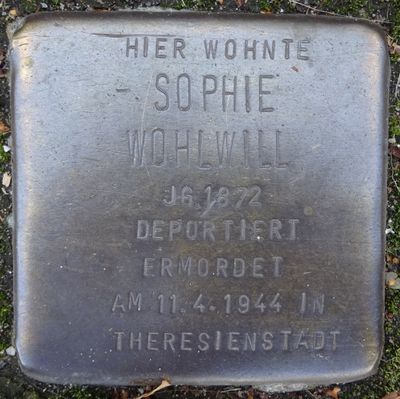 HIER WOHNTE
SOPHIE
WOHLWILL
JG. 1872
DEPORTIERT
ERMORDET
AM 11.4.1944 IN
THERESIENSTADT